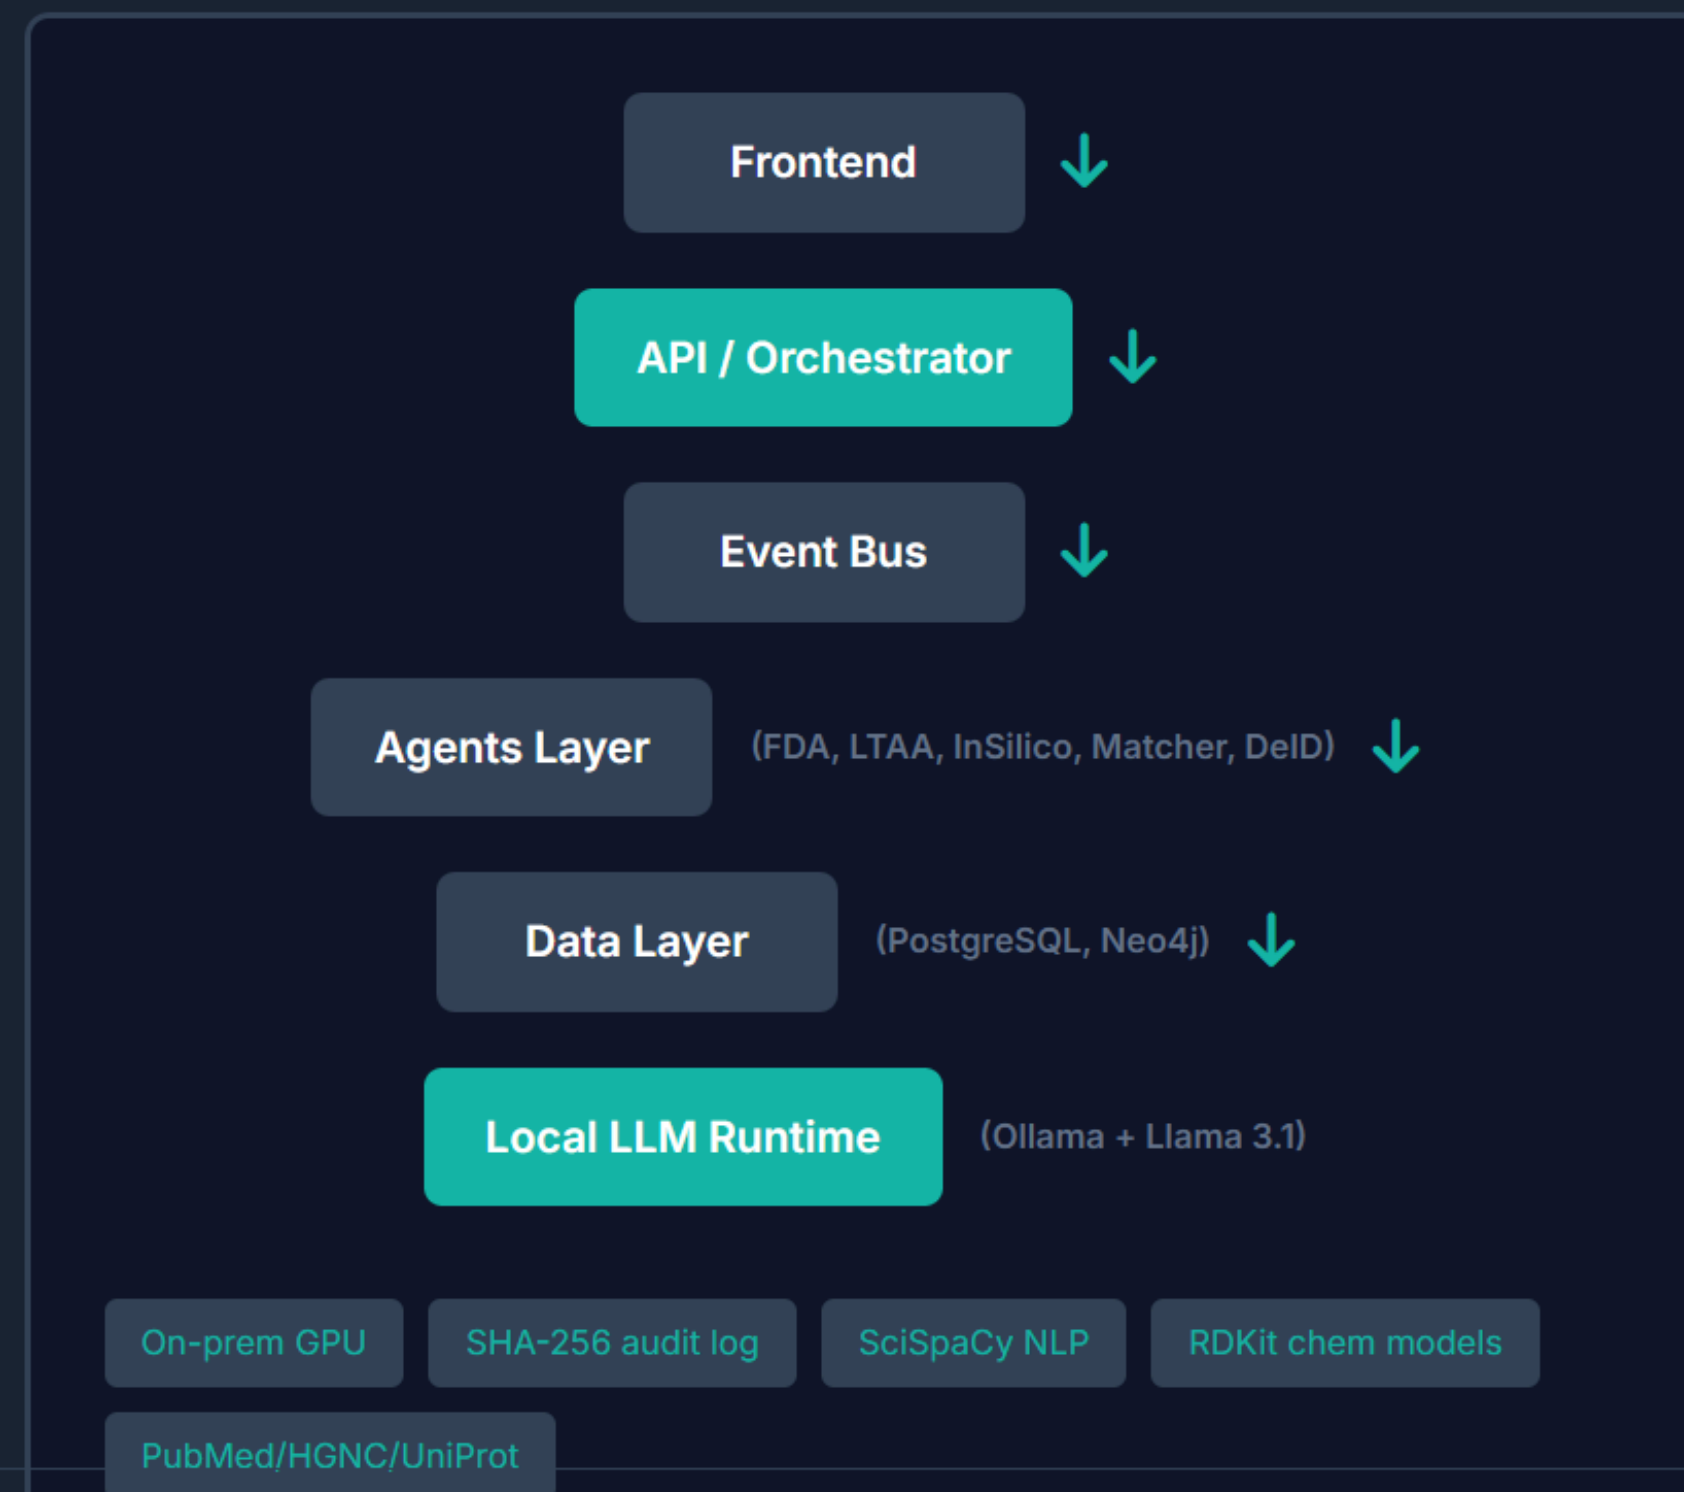 Frontend
API / Orchestrator
Event Bus
Agents Layer (FDA, LTAA, InSilico, Matcher, DeID)
Data Layer (PostgreSQL, Neo4j)
Local LLM Runtime (Ollama + Llama 3.1)
On-prem GPU SHA-256 audit log SciSpaCy NLP RDKit chem models
PubMed/HGNC/UniProt